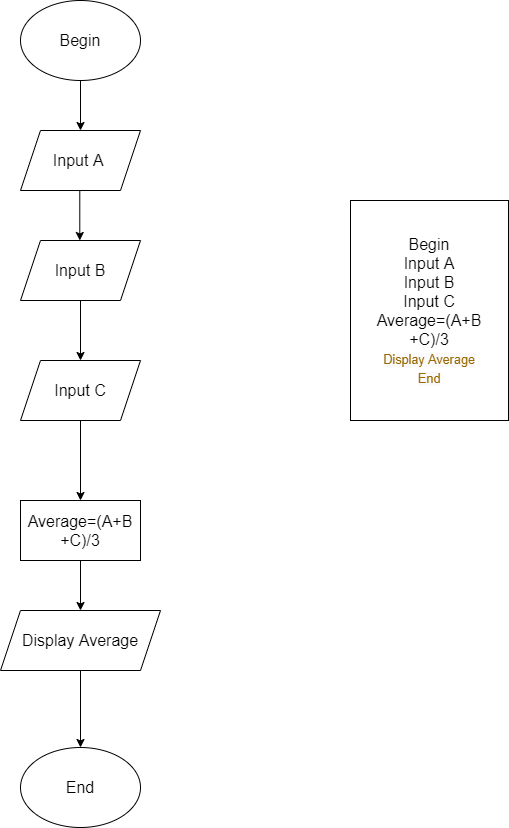 Begin
Input A
Input B
Input C
Average=(A+B
+C)/3
Display Average
End
Begin
Input A
Input B
Input C
Average=(A+B
+C)/3
Display Average
End